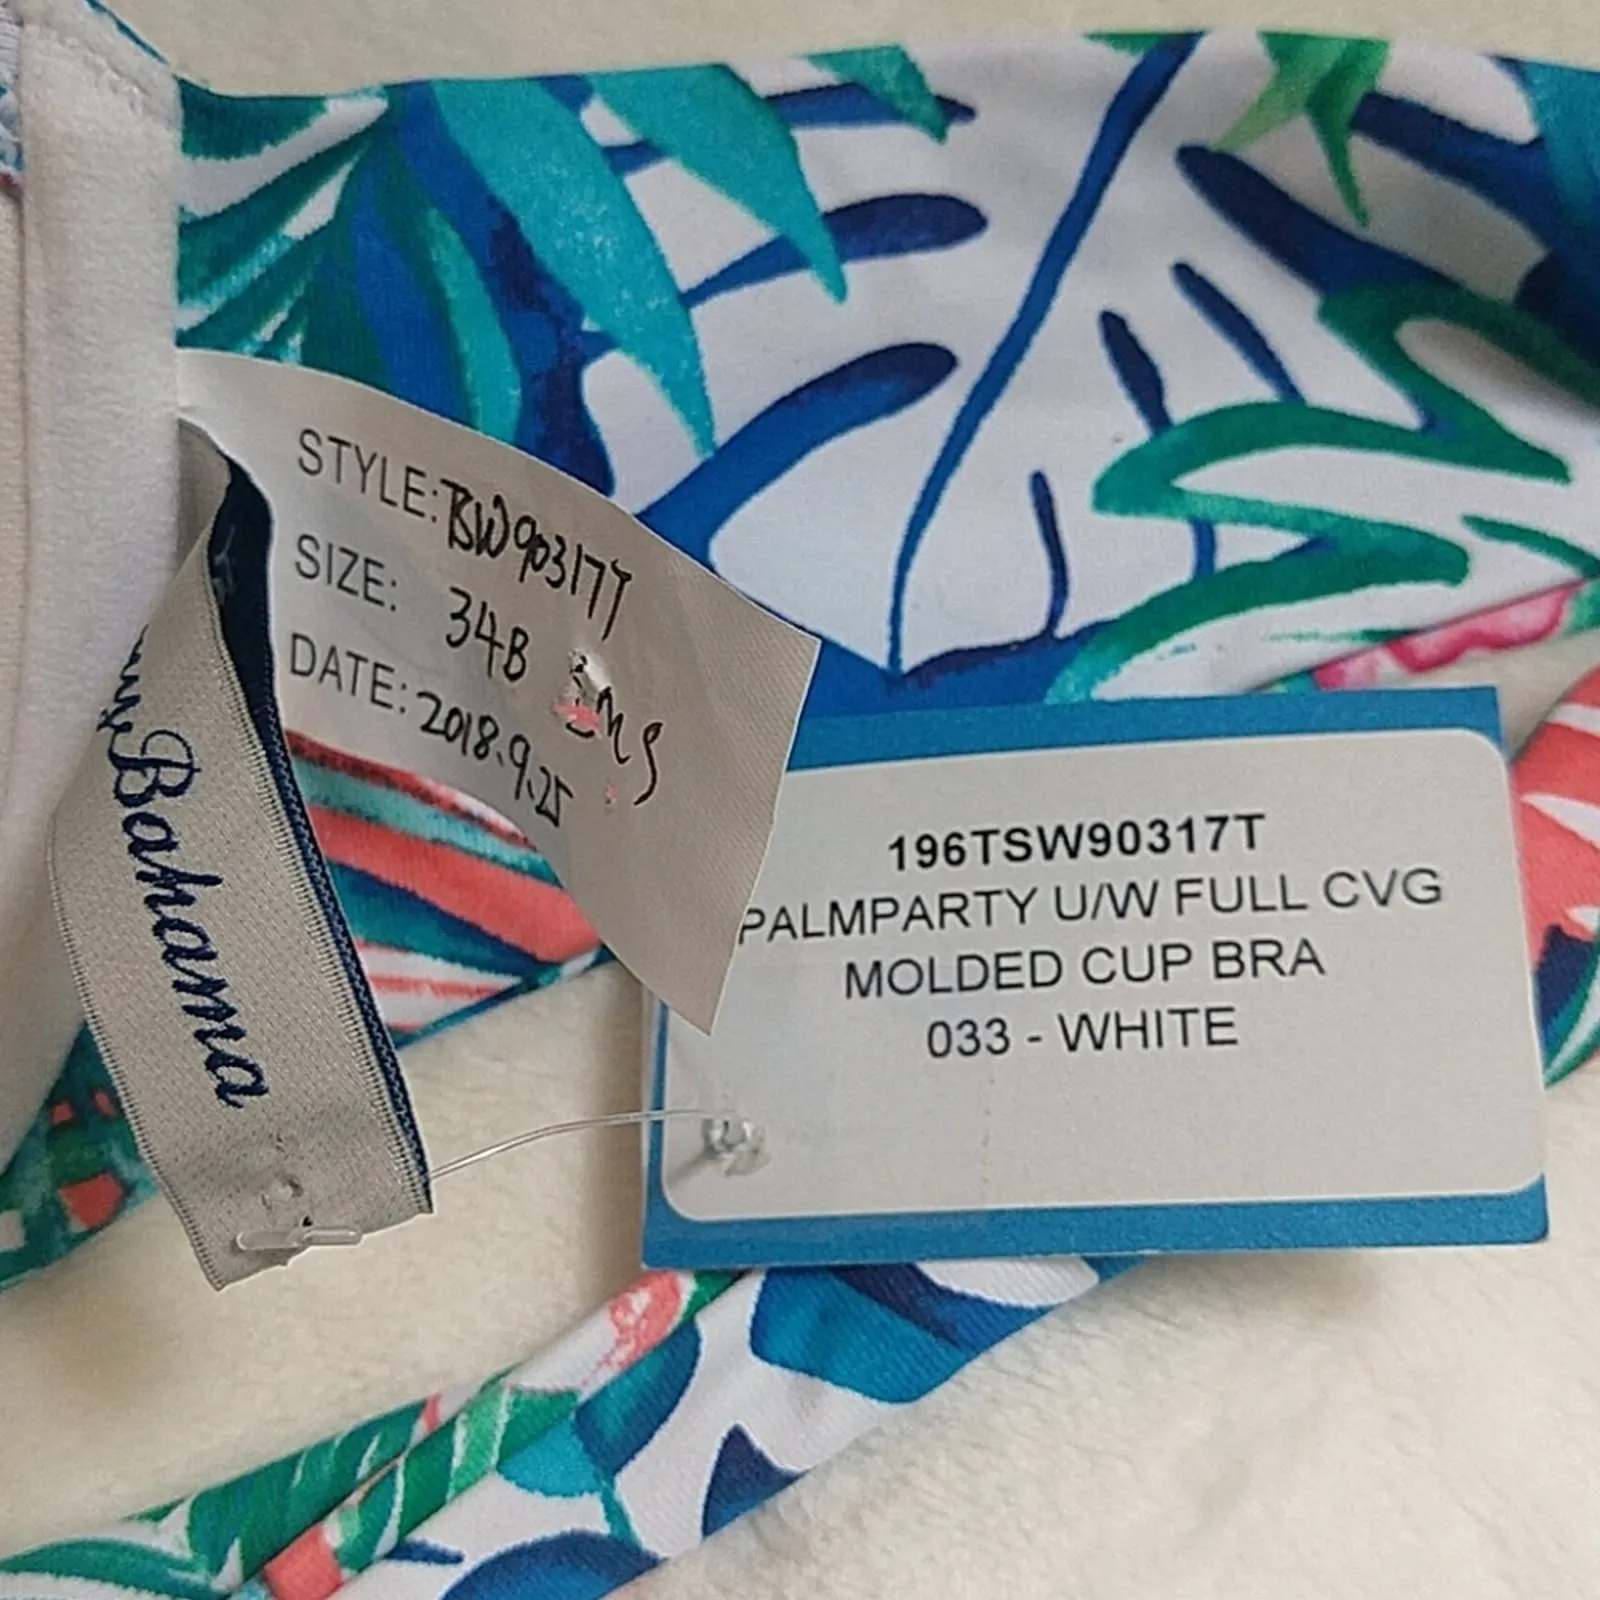 STYLE: TSW90317T
SIZE: 34B
DATE: 2018.9.25
Bahama
196TSW90317T
PALMPARTY U/W FULL CVG
MOLDED CUP BRA
033 - WHITE